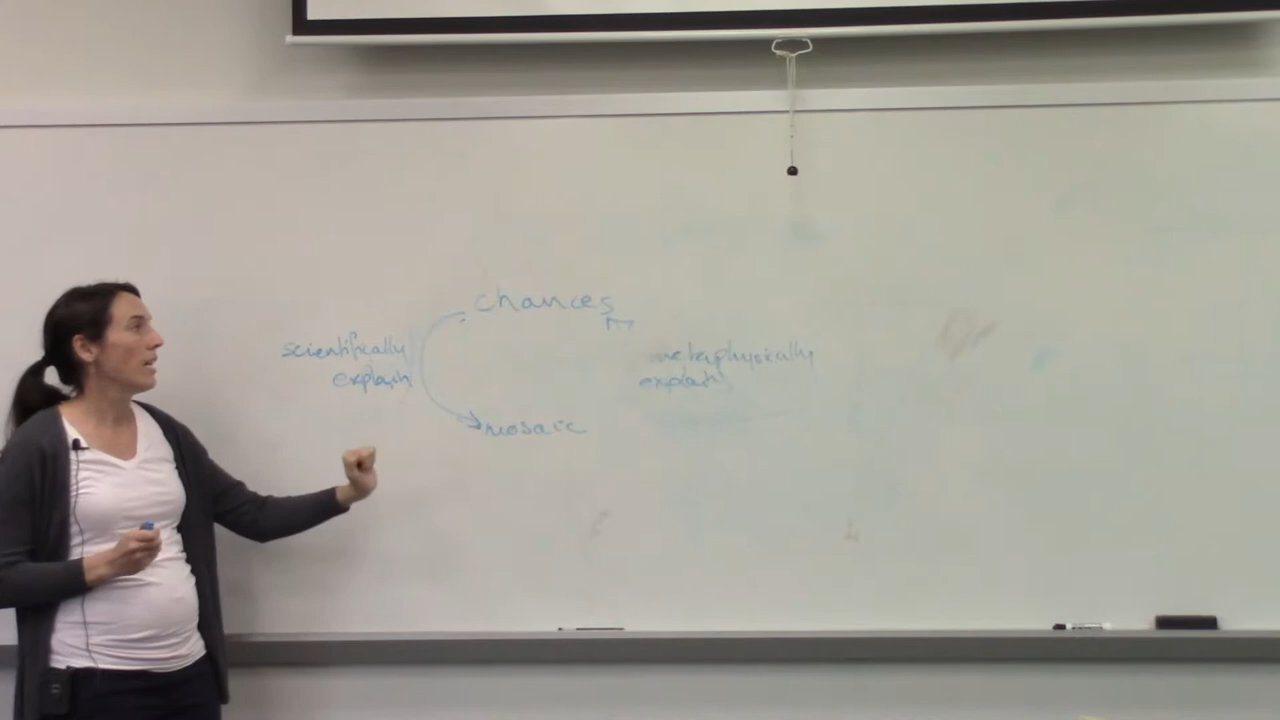 chances
scientifically
explain
metaphysically
explain
mosaic